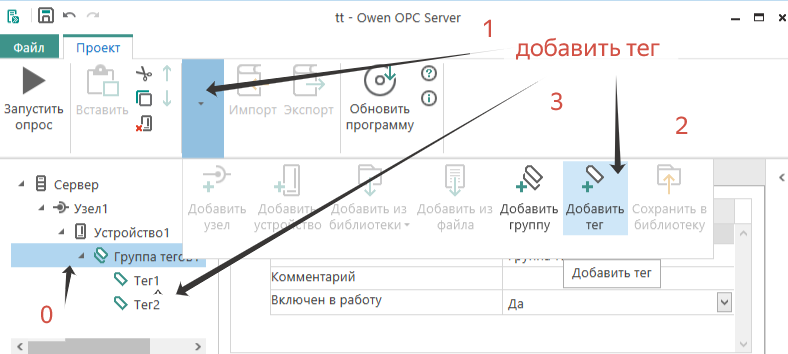 tt - Owen OPC Server
Файл
Проект
1
добавить тег
Запустить опрос
Вставить
Импорт
Экспорт
Обновить программу
3
2
Сервер
Узел1
Устройство1
Группа тегов1
Тег1
Тег2
0
Добавить узел
Добавить устройство
Добавить из библиотеки
Добавить из файла
Добавить группу
Добавить тег
Сохранить в библиотеку
Добавить тег
Комментарий
Включен в работу
Да